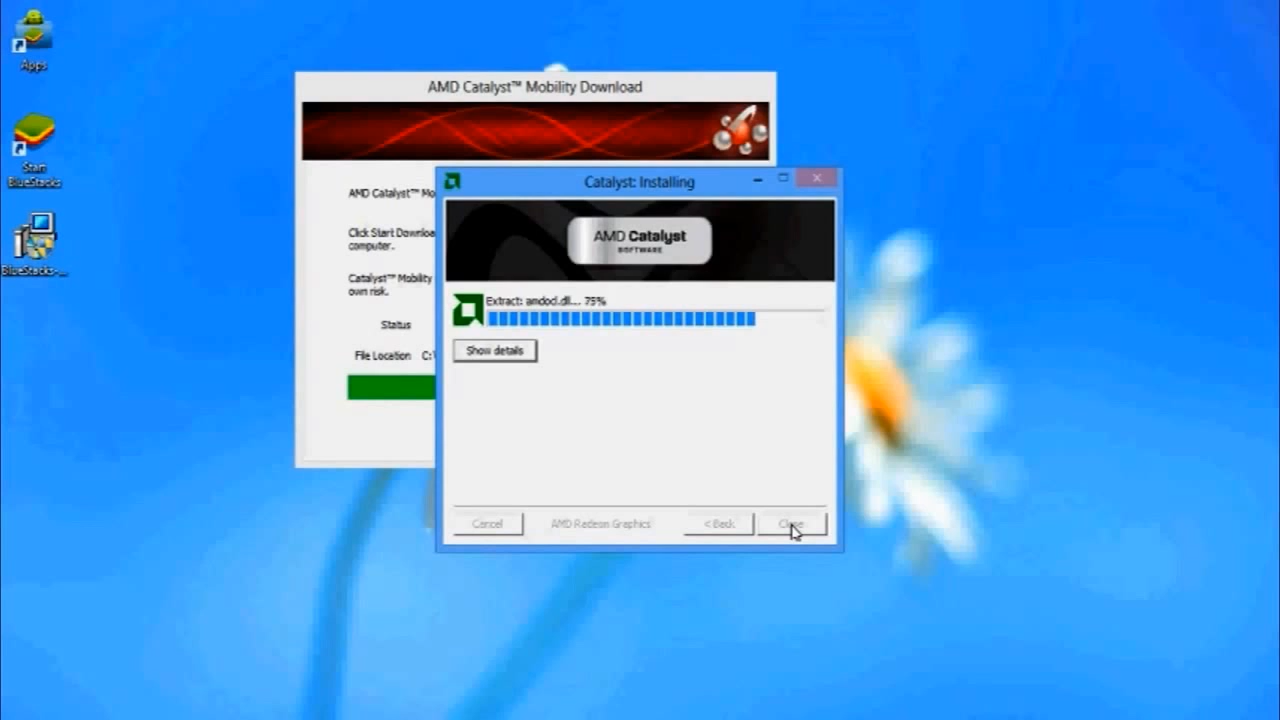 Apps
Start
BlueStacks
BlueStacks-...
AMD Catalyst™ Mobility Download
AMD Catalyst™ Mo
Click Start Downloa
computer.
Catalyst™ Mobility
own risk.
Status
File Location C:\
Catalyst: Installing
AMD Catalyst
SOFTWARE
Extract: amdocl.dll... 75%
Show details
Cancel
AMD Radeon Graphics
< Back
Close